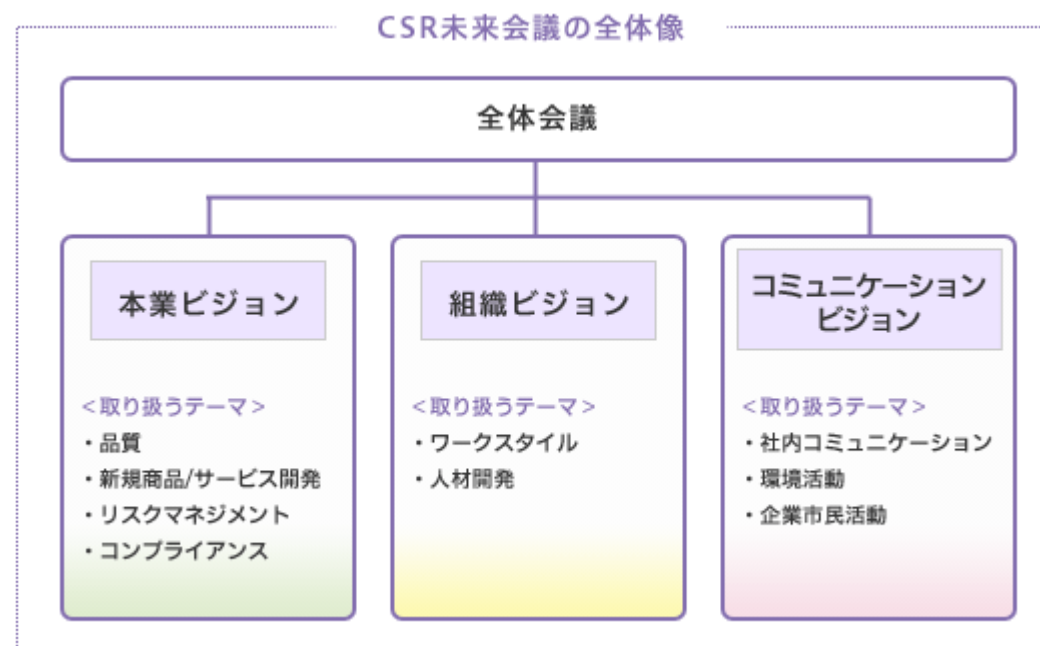 CSR未来会議の全体像
全体会議
本業ビジョン
<取り扱うテーマ>
・品質
・新規商品/サービス開発
・リスクマネジメント
・コンプライアンス
組織ビジョン
<取り扱うテーマ>
・ワークスタイル
・人材開発
コミュニケーション
ビジョン
<取り扱うテーマ>
・社内コミュニケーション
・環境活動
・企業市民活動